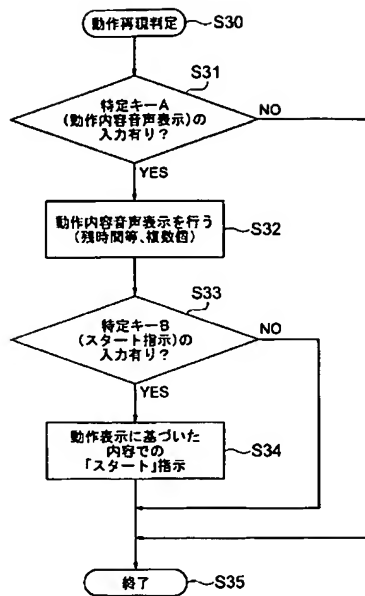 動作再現判定
S30
S31
特定キーA
(動作内容音声表示)の
入力有り?
NO
YES
動作内容音声表示を行う
(残時間等、複数個)
S32
S33
特定キーB
(スタート指示)の
入力有り?
NO
YES
動作表示に基づいた
内容での
「スタート」指示
S34
終了
S35